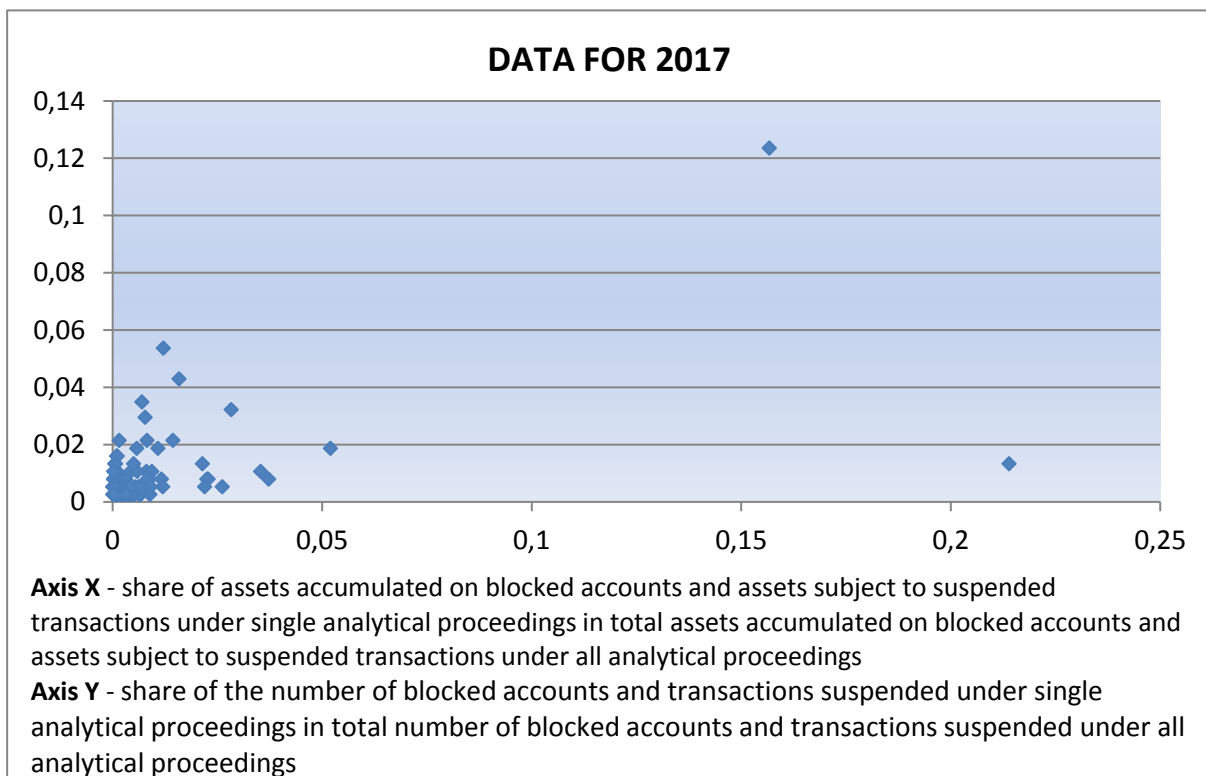 DATA FOR 2017
0,14
0,12
0,1
0,08
0,06
0,04
0,02
0
0 0,05 0,1 0,15 0,2 0,25
Axis X - share of assets accumulated on blocked accounts and assets subject to suspended
transactions under single analytical proceedings in total assets accumulated on blocked accounts and
assets subject to suspended transactions under all analytical proceedings
Axis Y - share of the number of blocked accounts and transactions suspended under single
analytical proceedings in total number of blocked accounts and transactions suspended under all
analytical proceedings